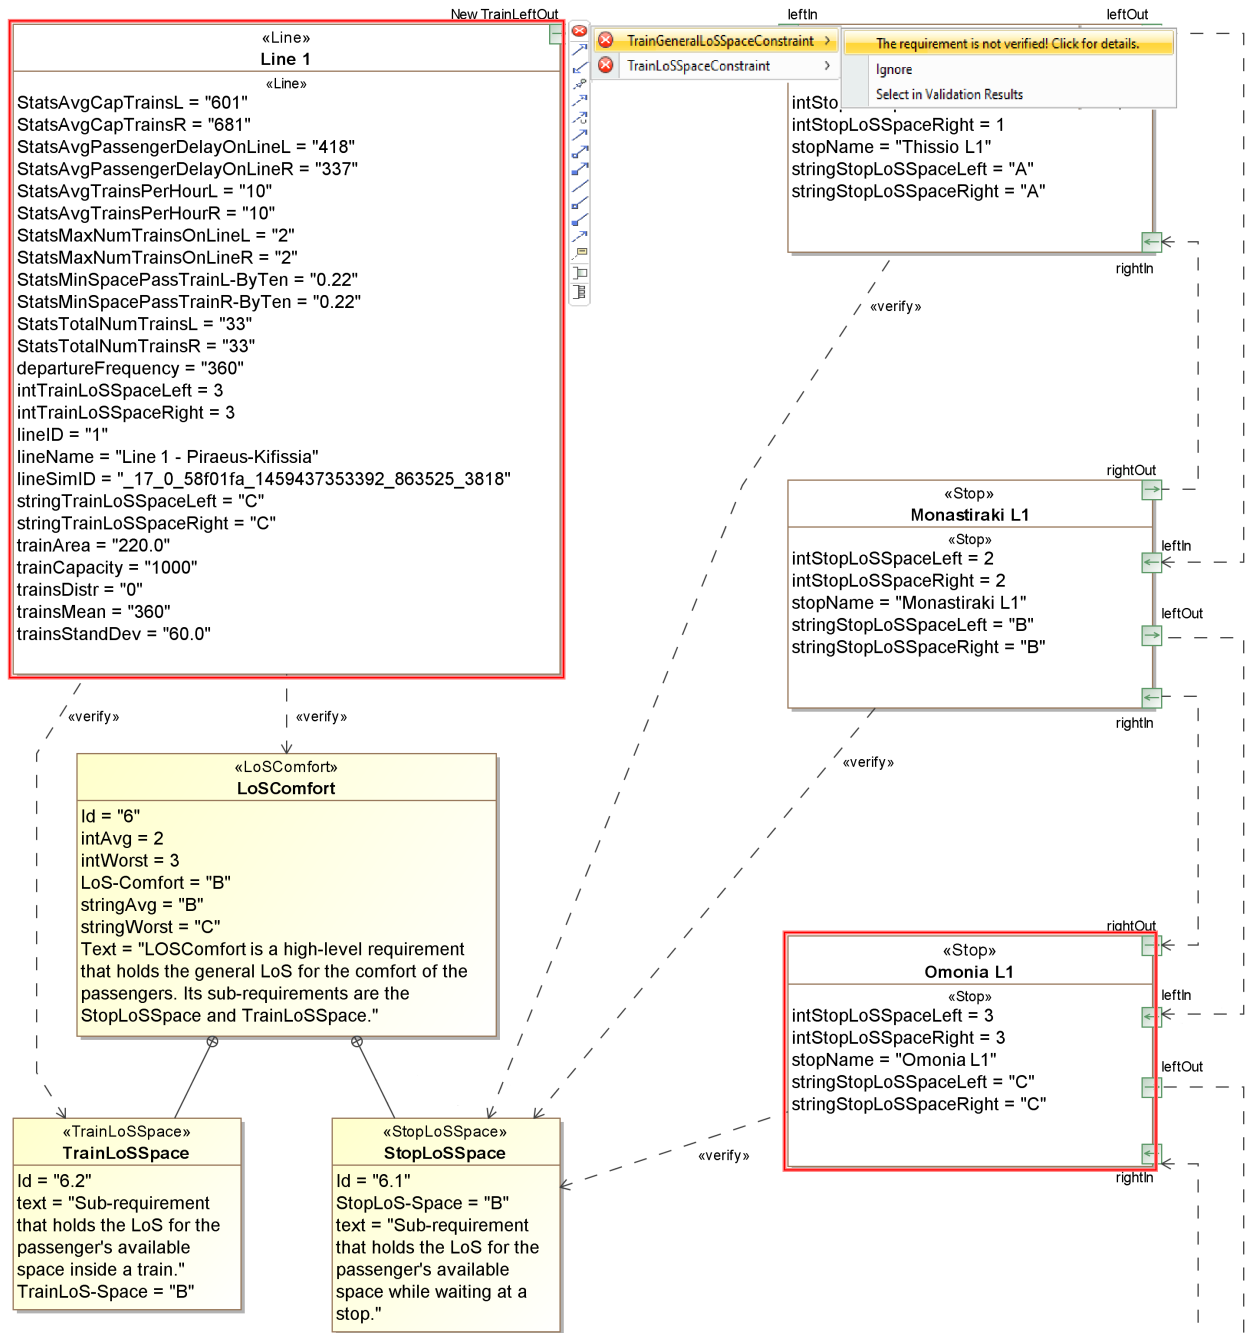 New TrainLeftOut
«Line»
Line 1
«Line»
StatsAvgCapTrainsL = "601"
StatsAvgCapTrainsR = "681"
StatsAvgPassengerDelayOnLineL = "418"
StatsAvgPassengerDelayOnLineR = "337"
StatsAvgTrainsPerHourL = "10"
StatsAvgTrainsPerHourR = "10"
StatsMaxNumTrainsOnLineL = "2"
StatsMaxNumTrainsOnLineR = "2"
StatsMinSpacePassTrainL-ByTen = "0.22"
StatsMinSpacePassTrainR-ByTen = "0.22"
StatsTotalNumTrainsL = "33"
StatsTotalNumTrainsR = "33"
departureFrequency = "360"
intTrainLoSSpaceLeft = 3
intTrainLoSSpaceRight = 3
lineID = "1"
lineName = "Line 1 - Piraeus-Kifissia"
lineSimID = "_17_0_58f01fa_1459437353392_863525_3818"
stringTrainLoSSpaceLeft = "C"
stringTrainLoSSpaceRight = "C"
trainArea = "220.0"
trainCapacity = "1000"
trainsDistr = "0"
trainsMean = "360"
trainsStandDev = "60.0"
TrainGeneralLoSSpaceConstraint
TrainLoSSpaceConstraint
The requirement is not verified! Click for details.
Ignore
Select in Validation Results
leftIn
leftOut
intStop
intStopLoSSpaceRight = 1
stopName = "Thissio L1"
stringStopLoSSpaceLeft = "A"
stringStopLoSSpaceRight = "A"
rightIn
«verify»
rightOut
«Stop»
Monastiraki L1
«Stop»
intStopLoSSpaceLeft = 2
intStopLoSSpaceRight = 2
stopName = "Monastiraki L1"
stringStopLoSSpaceLeft = "B"
stringStopLoSSpaceRight = "B"
leftIn
leftOut
rightIn
«verify»
«verify»
«verify»
«LoSComfort»
LoSComfort
Id = "6"
intAvg = 2
intWorst = 3
LoS-Comfort = "B"
stringAvg = "B"
stringWorst = "C"
Text = "LOSComfort is a high-level requirement
that holds the general LoS for the comfort of the
passengers. Its sub-requirements are the
StopLoSSpace and TrainLoSSpace."
rightOut
«Stop»
Omonia L1
«Stop»
intStopLoSSpaceLeft = 3
intStopLoSSpaceRight = 3
stopName = "Omonia L1"
stringStopLoSSpaceLeft = "C"
stringStopLoSSpaceRight = "C"
leftIn
leftOut
rightIn
«verify»
«TrainLoSSpace»
TrainLoSSpace
Id = "6.2"
text = "Sub-requirement
that holds the LoS for the
passenger's available
space inside a train."
TrainLoS-Space = "B"
«StopLoSSpace»
StopLoSSpace
Id = "6.1"
StopLoS-Space = "B"
text = "Sub-requirement
that holds the LoS for the
passenger's available
space while waiting at a
stop."